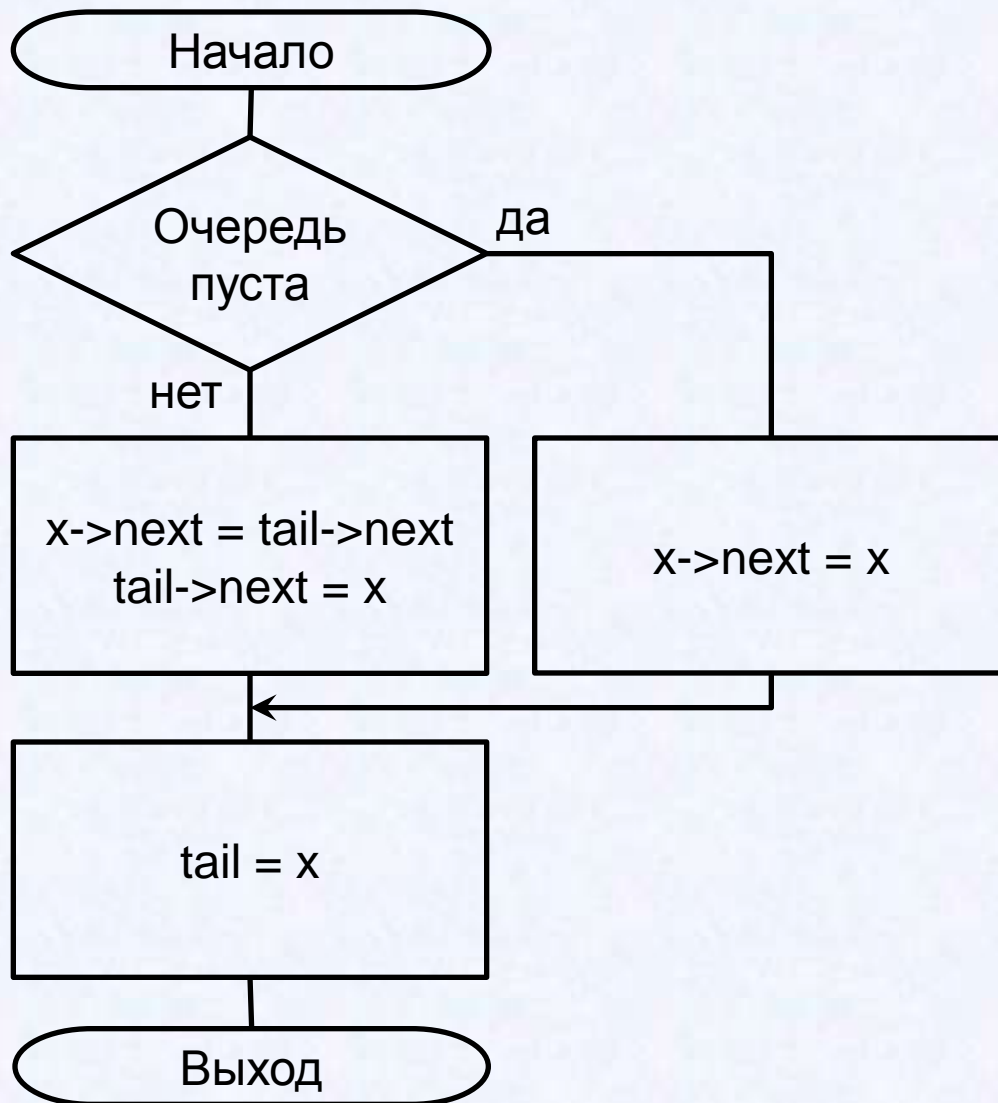 Начало
Очередь
пуста
да
нет
x->next = tail->next
tail->next = x
x->next = x
tail = x
Выход